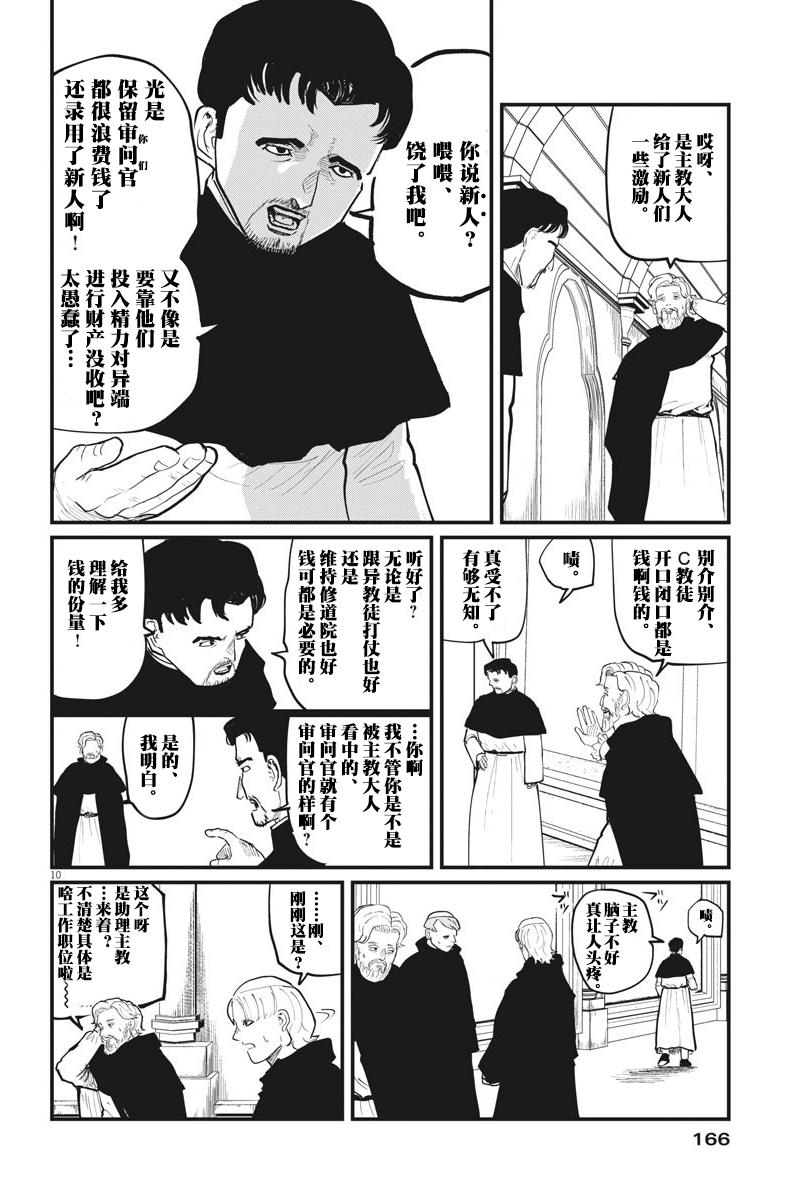 哎呀、
是主教大人
给了新人们
一些激励。
你说新人？
喂喂、
饶了我吧。
光是
保留审问官
你们
都很浪费钱了
还录用了新人啊！
又不像是
要靠他们
投入精力对异端
进行财产没收吧？
太愚蠢了…
别介别介、
C教徒
开口闭口都是
钱啊钱的。
啧。
真受不了
有够无知。
听好了？
无论是
跟异教徒打仗也好
还是
维持修道院也好
钱可都是必要的。
给我多
理解一下
钱的份量！
…你啊
我不管你是不是
被主教大人
看中的、
审问官就有个
审问官的样啊？
是的、
我明白。
啧。
主教
脑子不好
真让人头疼。
……刚、
刚刚这是？
这个呀
是助理主教
…来着？
不清楚具体是
啥工作职位啦~
10
166